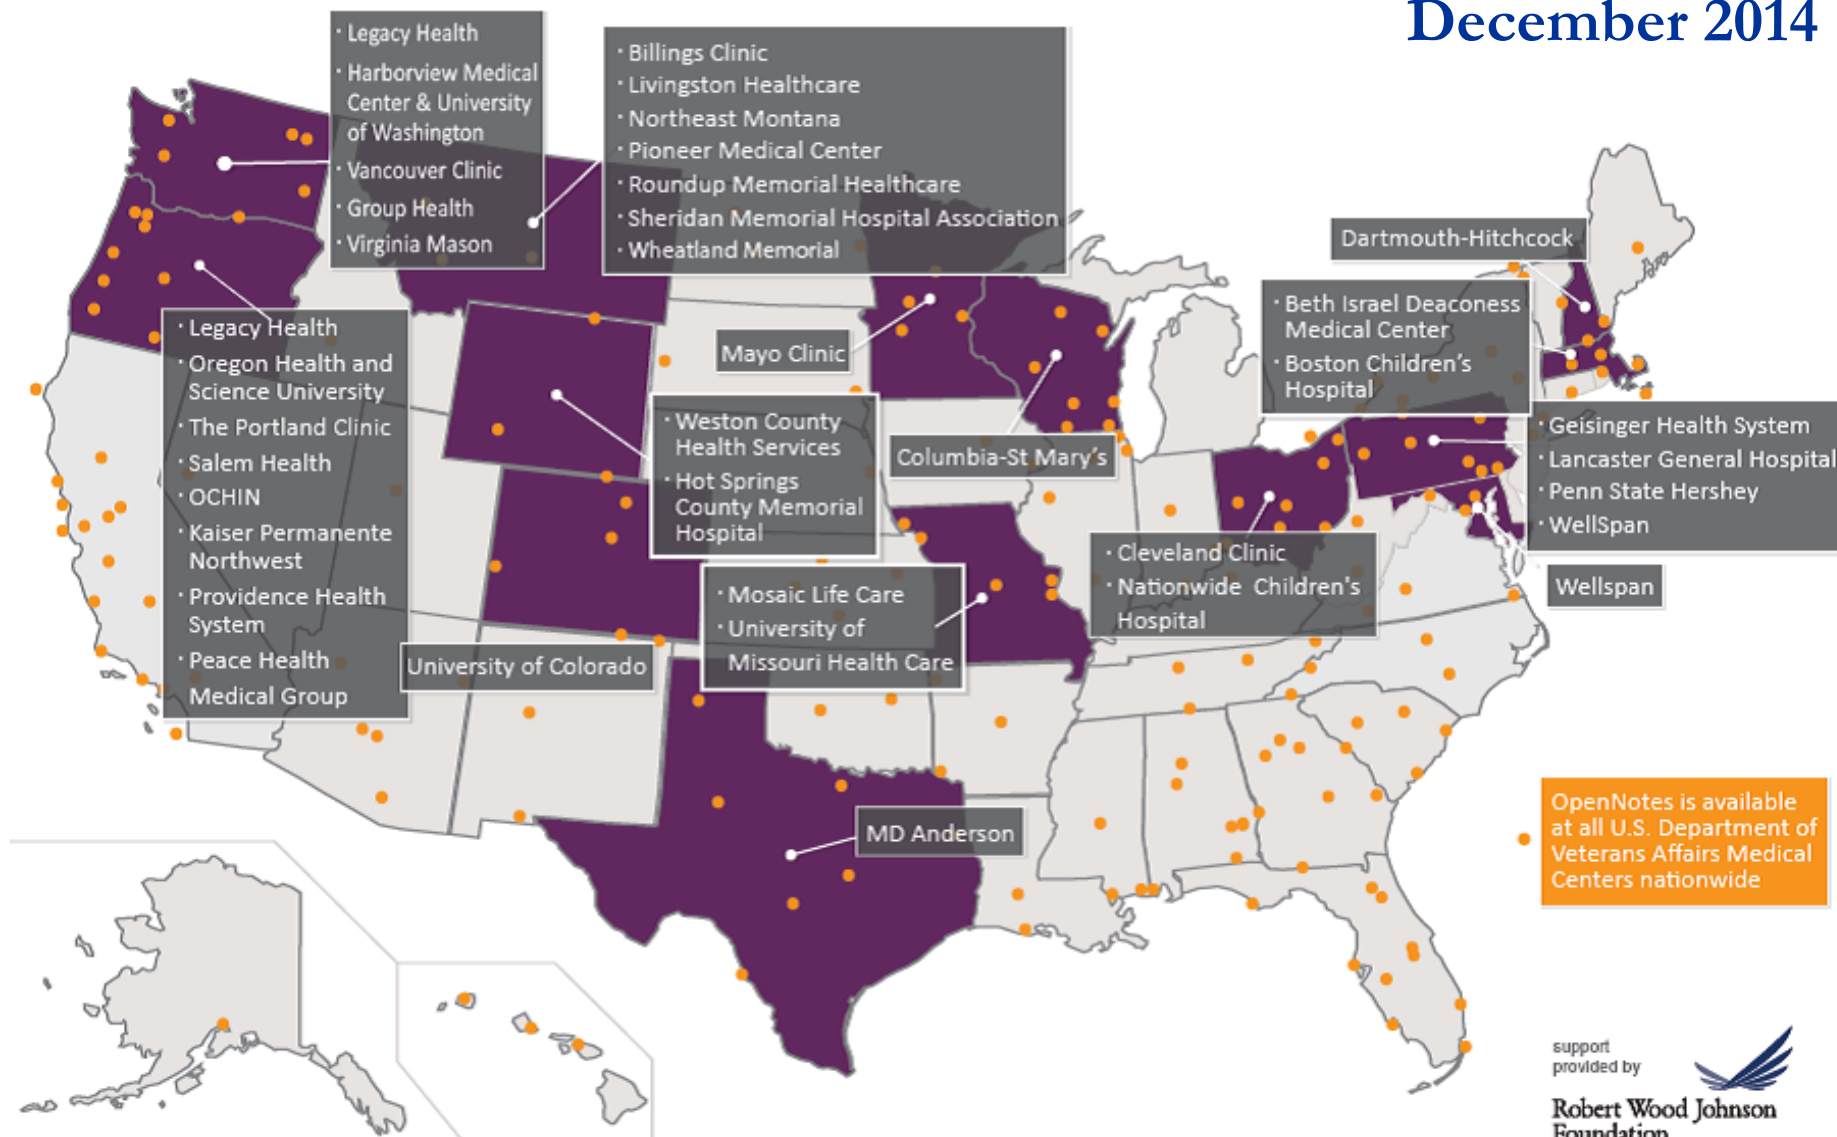 December 2014
· Legacy Health
· Harborview Medical
Center & University
of Washington
· Vancouver Clinic
· Group Health
· Virginia Mason
· Billings Clinic
· Livingston Healthcare
· Northeast Montana
· Pioneer Medical Center
· Roundup Memorial Healthcare
· Sheridan Memorial Hospital Association
· Wheatland Memorial
Dartmouth-Hitchcock
· Beth Israel Deaconess
Medical Center
· Boston Children's
Hospital
· Legacy Health
· Oregon Health and
Science University
· The Portland Clinic
· Salem Health
· OCHIN
· Kaiser Permanente
Northwest
· Providence Health
System
· Peace Health
Medical Group
Mayo Clinic
· Weston County
Health Services
· Hot Springs
County Memorial
Hospital
Columbia-St Mary's
· Geisinger Health System
· Lancaster General Hospital
· Penn State Hershey
· WellSpan
· Cleveland Clinic
· Nationwide Children's
Hospital
Wellspan
· Mosaic Life Care
· University of
Missouri Health Care
University of Colorado
MD Anderson
OpenNotes is available
at all U.S. Department of
Veterans Affairs Medical
Centers nationwide
support
provided by
Robert Wood Johnson
Foundation